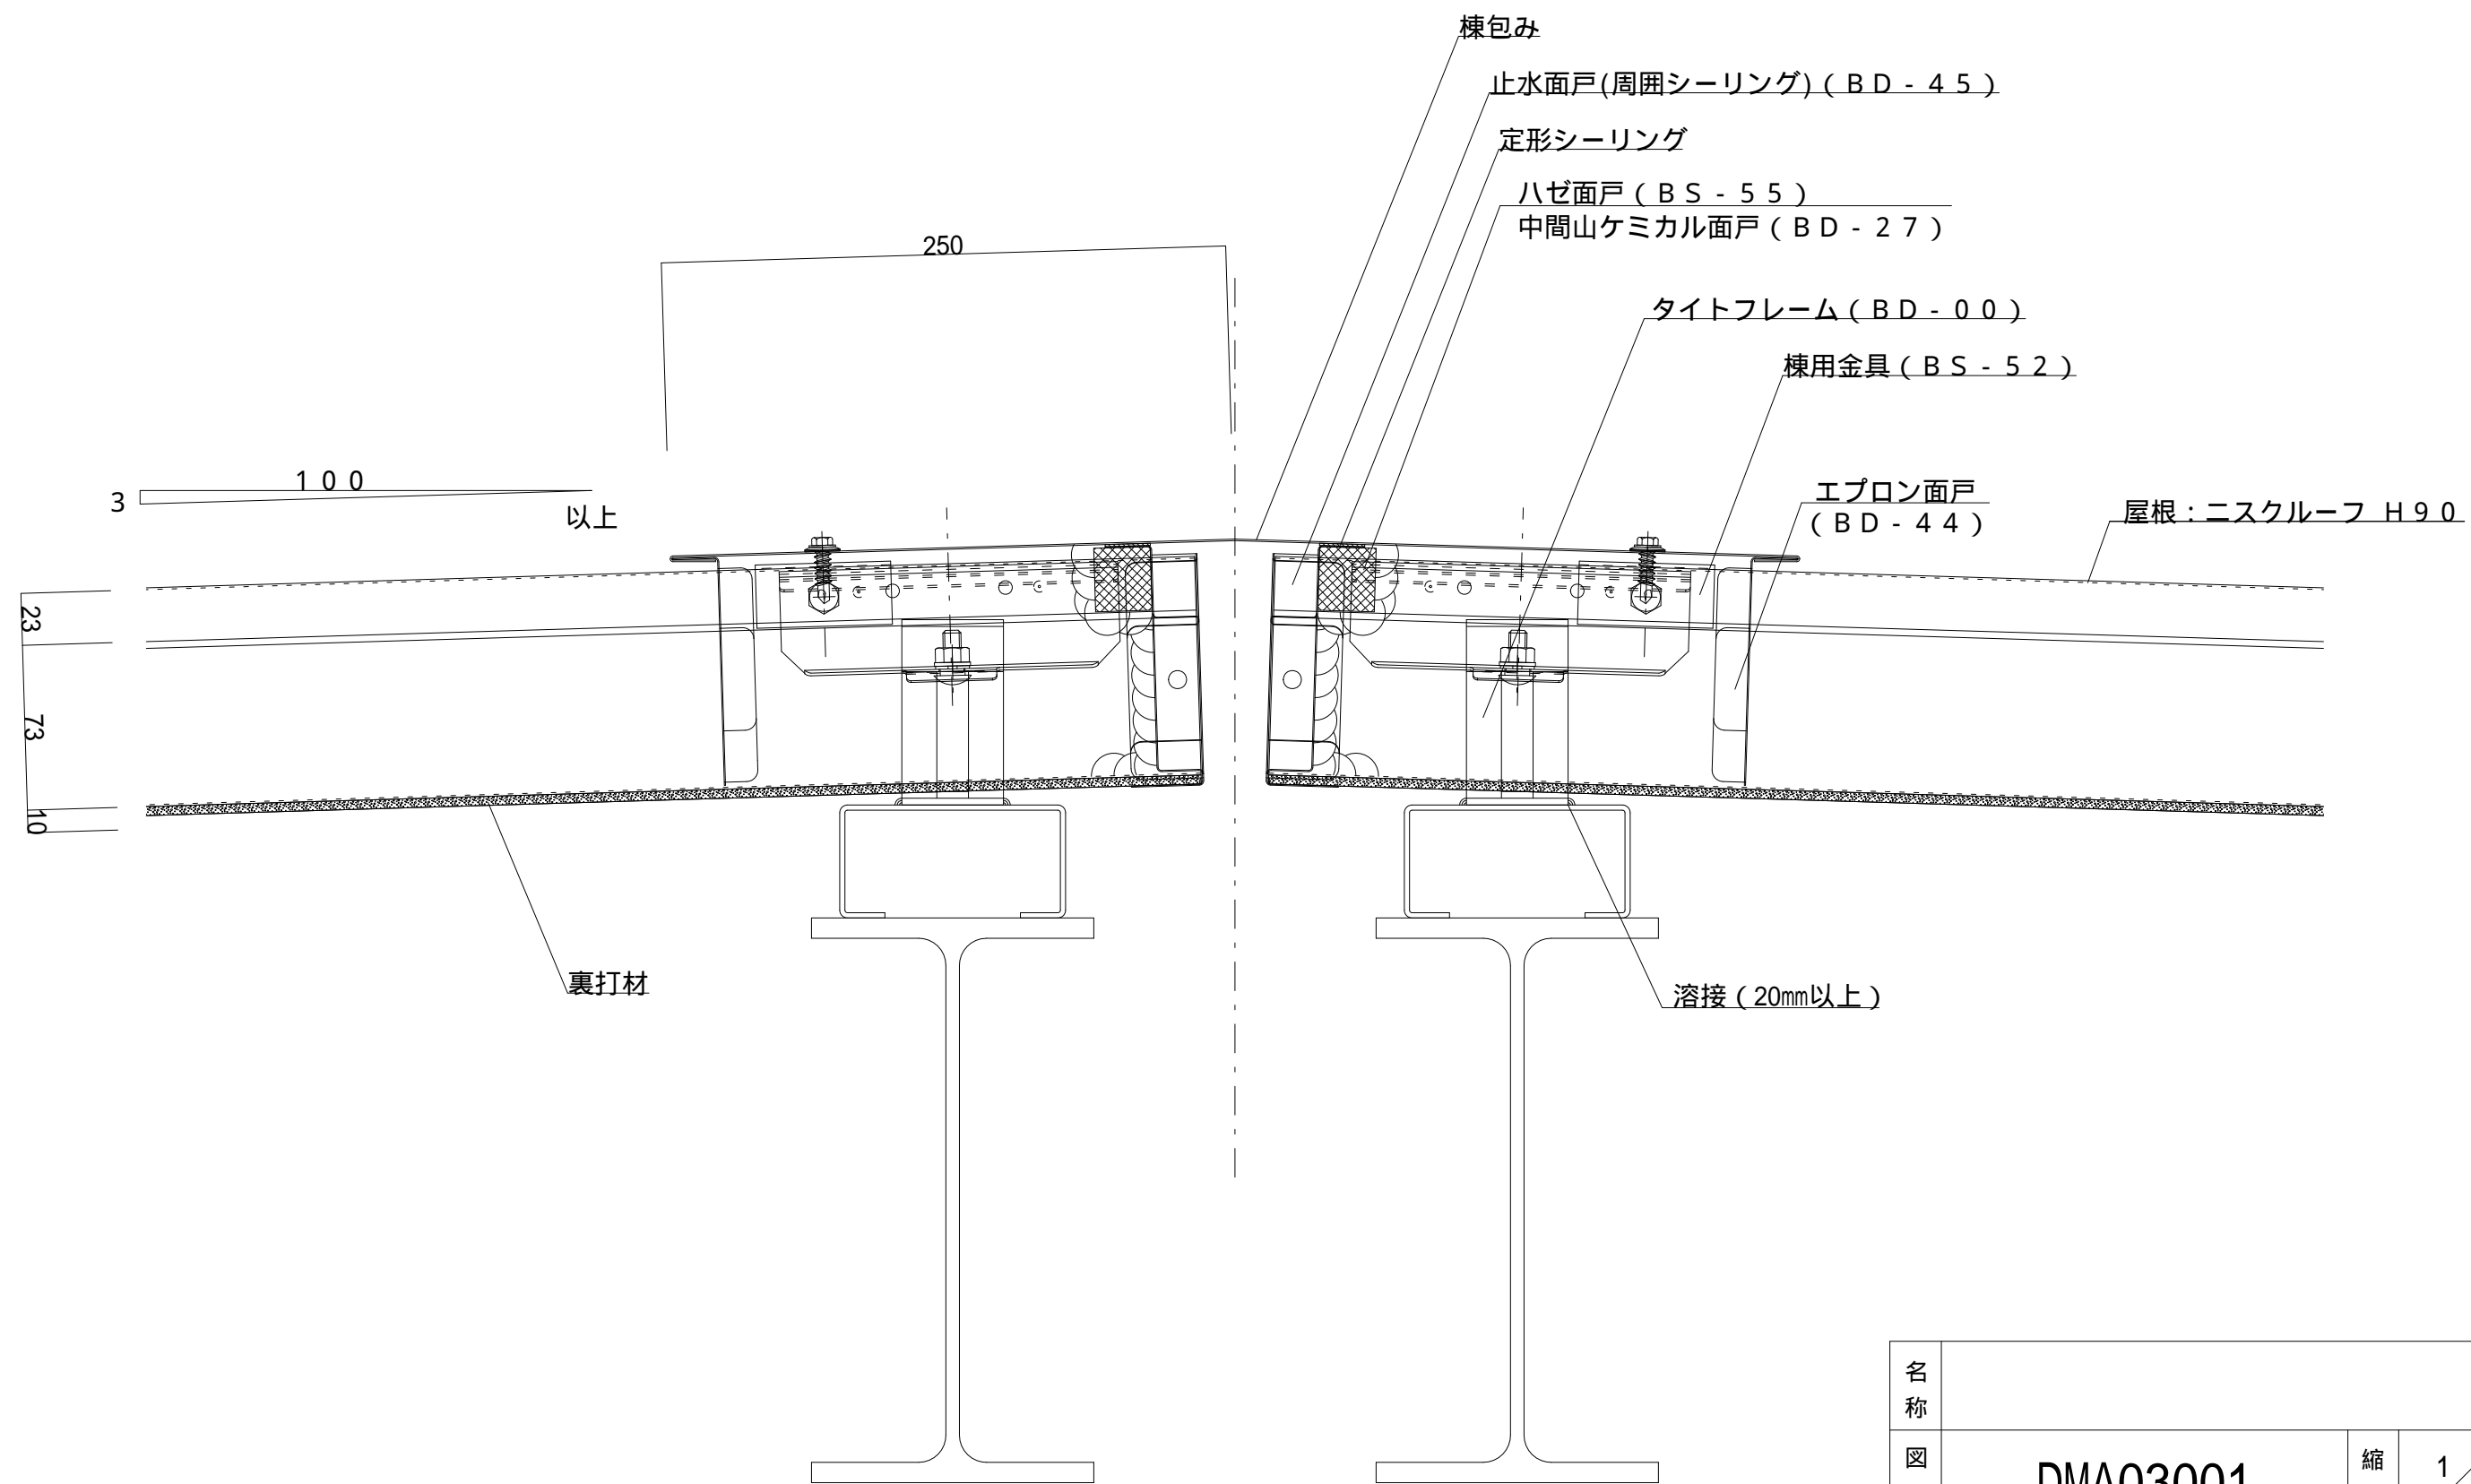 棟包み
止水面戸(周囲シーリング)(BD-45)
定形シーリング
ハゼ面戸(BS-55)
中間山ケミカル面戸(BD-27)
250
タイトフレーム(BD-00)
棟用金具(BS-52)
100
3
以上
エプロン面戸
(BD-44)
屋根:ニスクルーフ H90
23
73
10
裏打材
溶接(20㎜以上)
名称
図
DMA03001
縮
1/